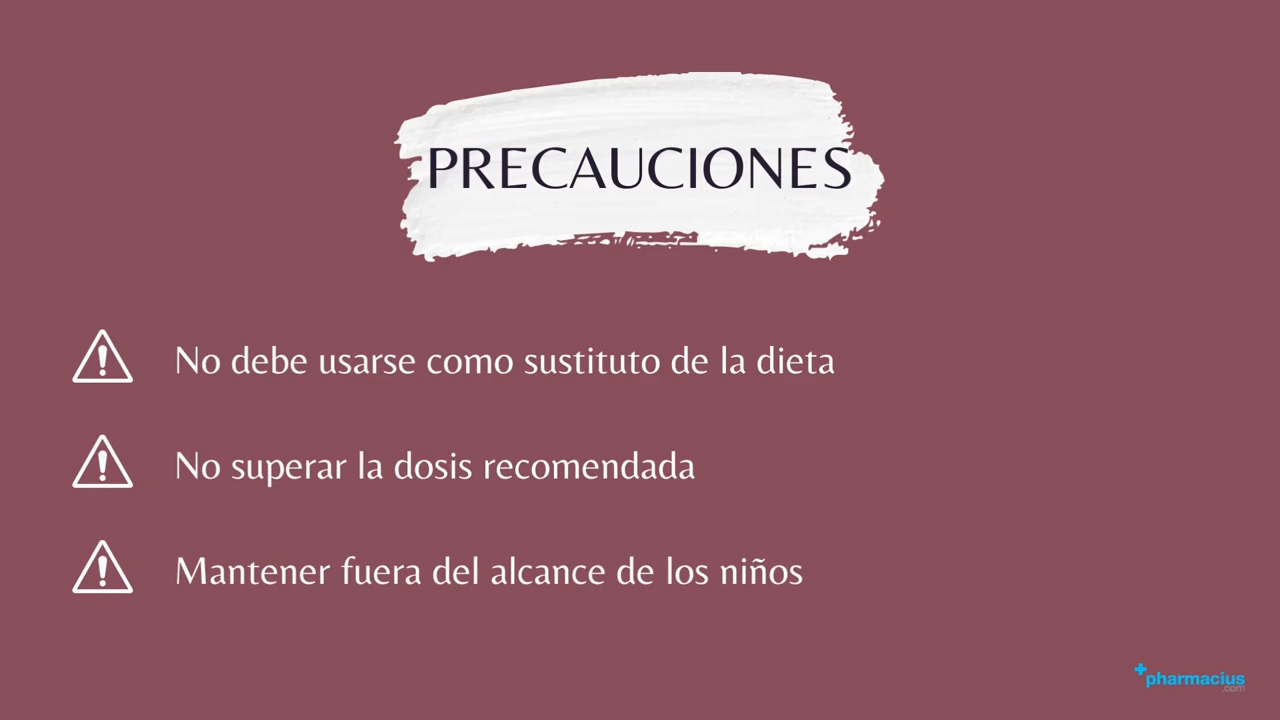 PRECAUCIONES
No debe usarse como sustituto de la dieta
No superar la dosis recomendada
Mantener fuera del alcance de los niños
pharmacius
.com